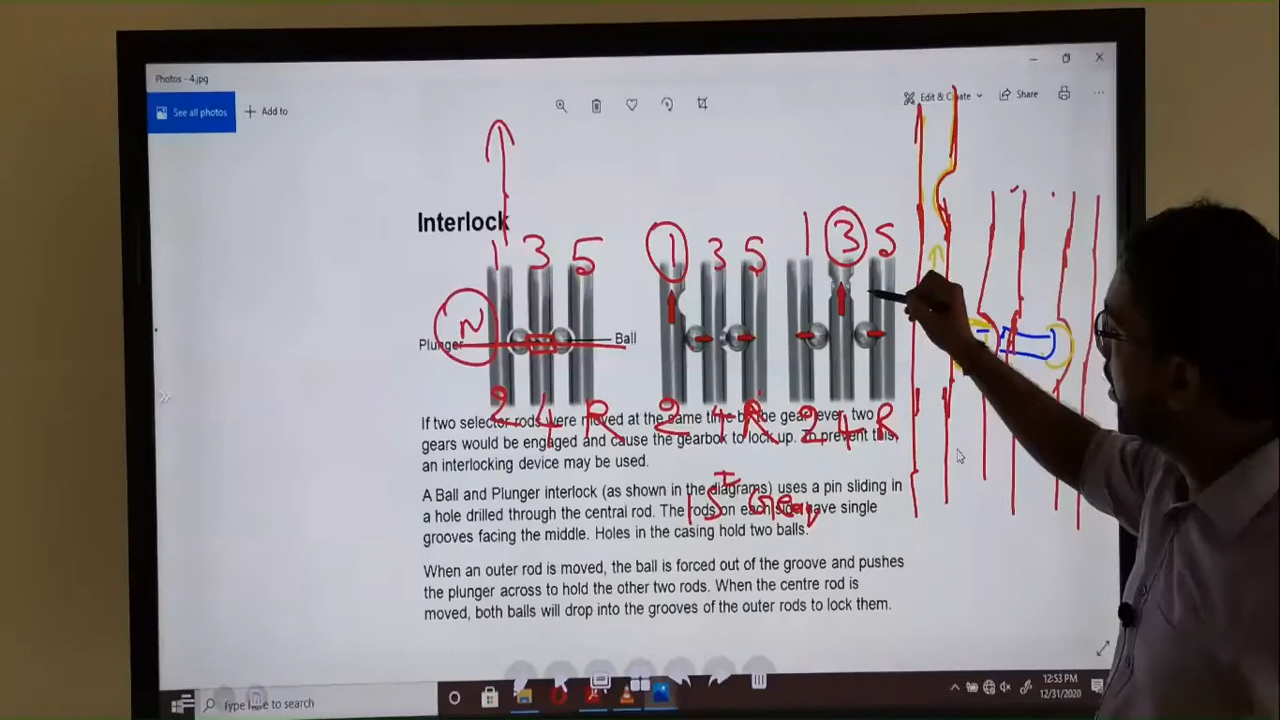 Photos - 4.jpg
See all photos
Add to
Edit & Create
Share
Interlock
1 3 5
1 3 5
1 3 5
N
Plunger
Ball
2 4 R
2 4 R
2 4 R
If two selector rods were moved at the same time by the gear lever, two
gears would be engaged and cause the gearbox to lock up. To prevent this,
an interlocking device may be used.
1st Gear
A Ball and Plunger interlock (as shown in the diagrams) uses a pin sliding in
a hole drilled through the central rod. The rods on each side have single
grooves facing the middle. Holes in the casing hold two balls.
When an outer rod is moved, the ball is forced out of the groove and pushes
the plunger across to hold the other two rods. When the centre rod is
moved, both balls will drop into the grooves of the outer rods to lock them.
Type here to search
12:53 PM
12/31/2020